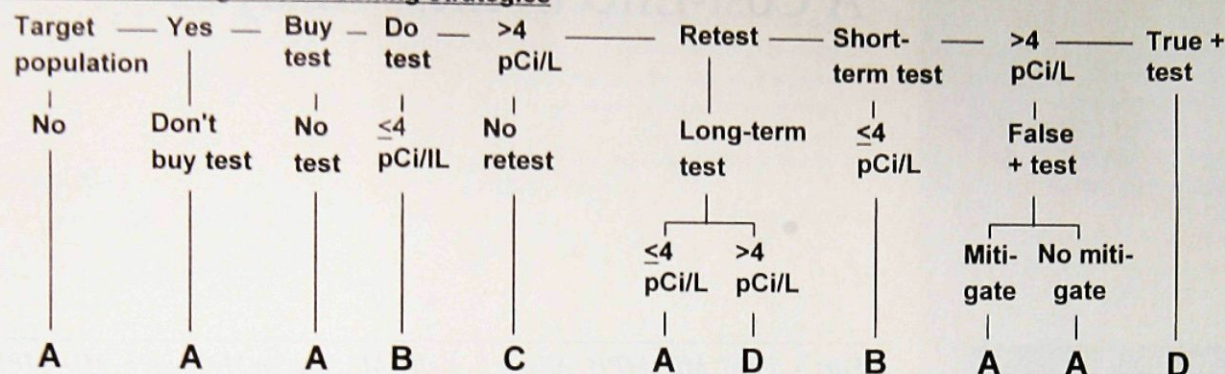 Target Yes Buy Do >4 Retest Short- >4 True +
population test test pCi/L term test pCi/L test
No Don't No ≤4 No Long-term ≤4 False
buy test test pCi/lL retest test pCi/L + test
≤4 >4 Miti- No miti-
pCi/L pCi/L gate gate
A A A B C A D B A A D